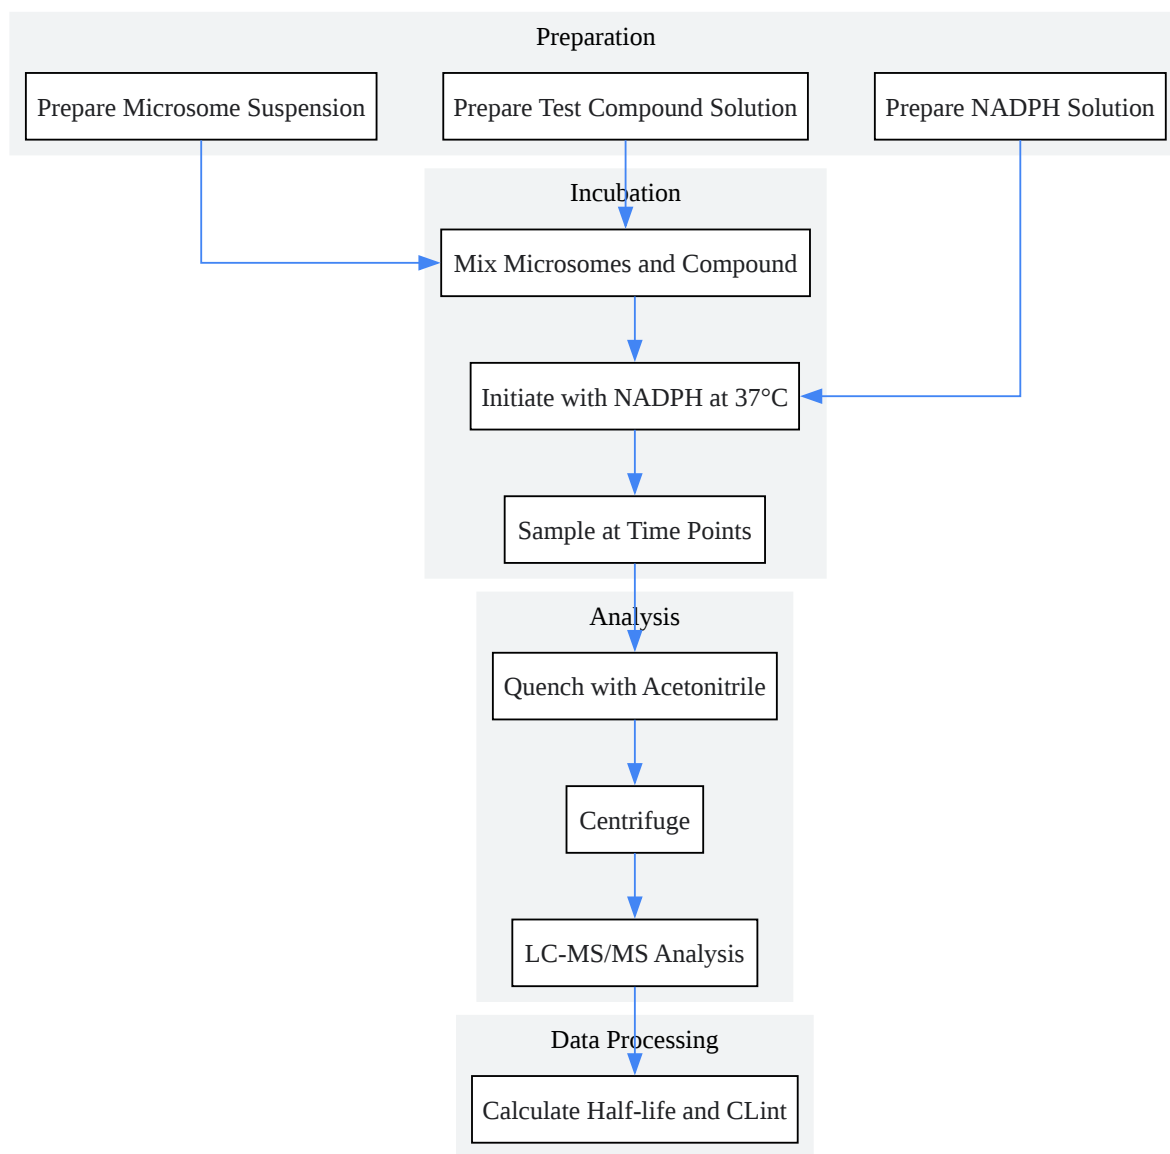 Preparation
Prepare Microsome Suspension
Prepare Test Compound Solution
Prepare NADPH Solution
Incubation
Mix Microsomes and Compound
Initiate with NADPH at 37°C
Sample at Time Points
Analysis
Quench with Acetonitrile
Centrifuge
LC-MS/MS Analysis
Data Processing
Calculate Half-life and CLint